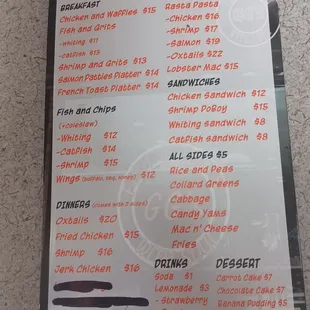 BREAKFAST
Chicken and Waffles $15
Fish and Grits
-Whiting $11
-catfish $13
Shrimp and Grits $13
Salmon Patties Platter $14
French Toast Platter $14
Fish and Chips
(+coleslaw)
-Whiting $12
-Catfish $14
-Shrimp $15
Wings $12
DINNERS (comes with 2 sides)
Oxtails $20
Fried Chicken $15
Shrimp $16
Jerk Chicken $16
Rasta Pasta
-Chicken $16
-Shrimp $17
-Salmon $19
-Oxtails $22
Lobster Mac $15
SANDWICHES
Chicken Sandwich $12
Shrimp PoBoy $15
Whiting Sandwich $8
Catfish Sandwich $8
ALL SIDES $5
Rice and Peas
Collard Greens
Cabbage
Candy Yams
Mac n' Cheese
Fries
DRINKS
Soda $1
Lemonade $3
- Strawberry
DESSERT
Carrot Cake $7
Chocolate Cake $7
Banana Pudding $5